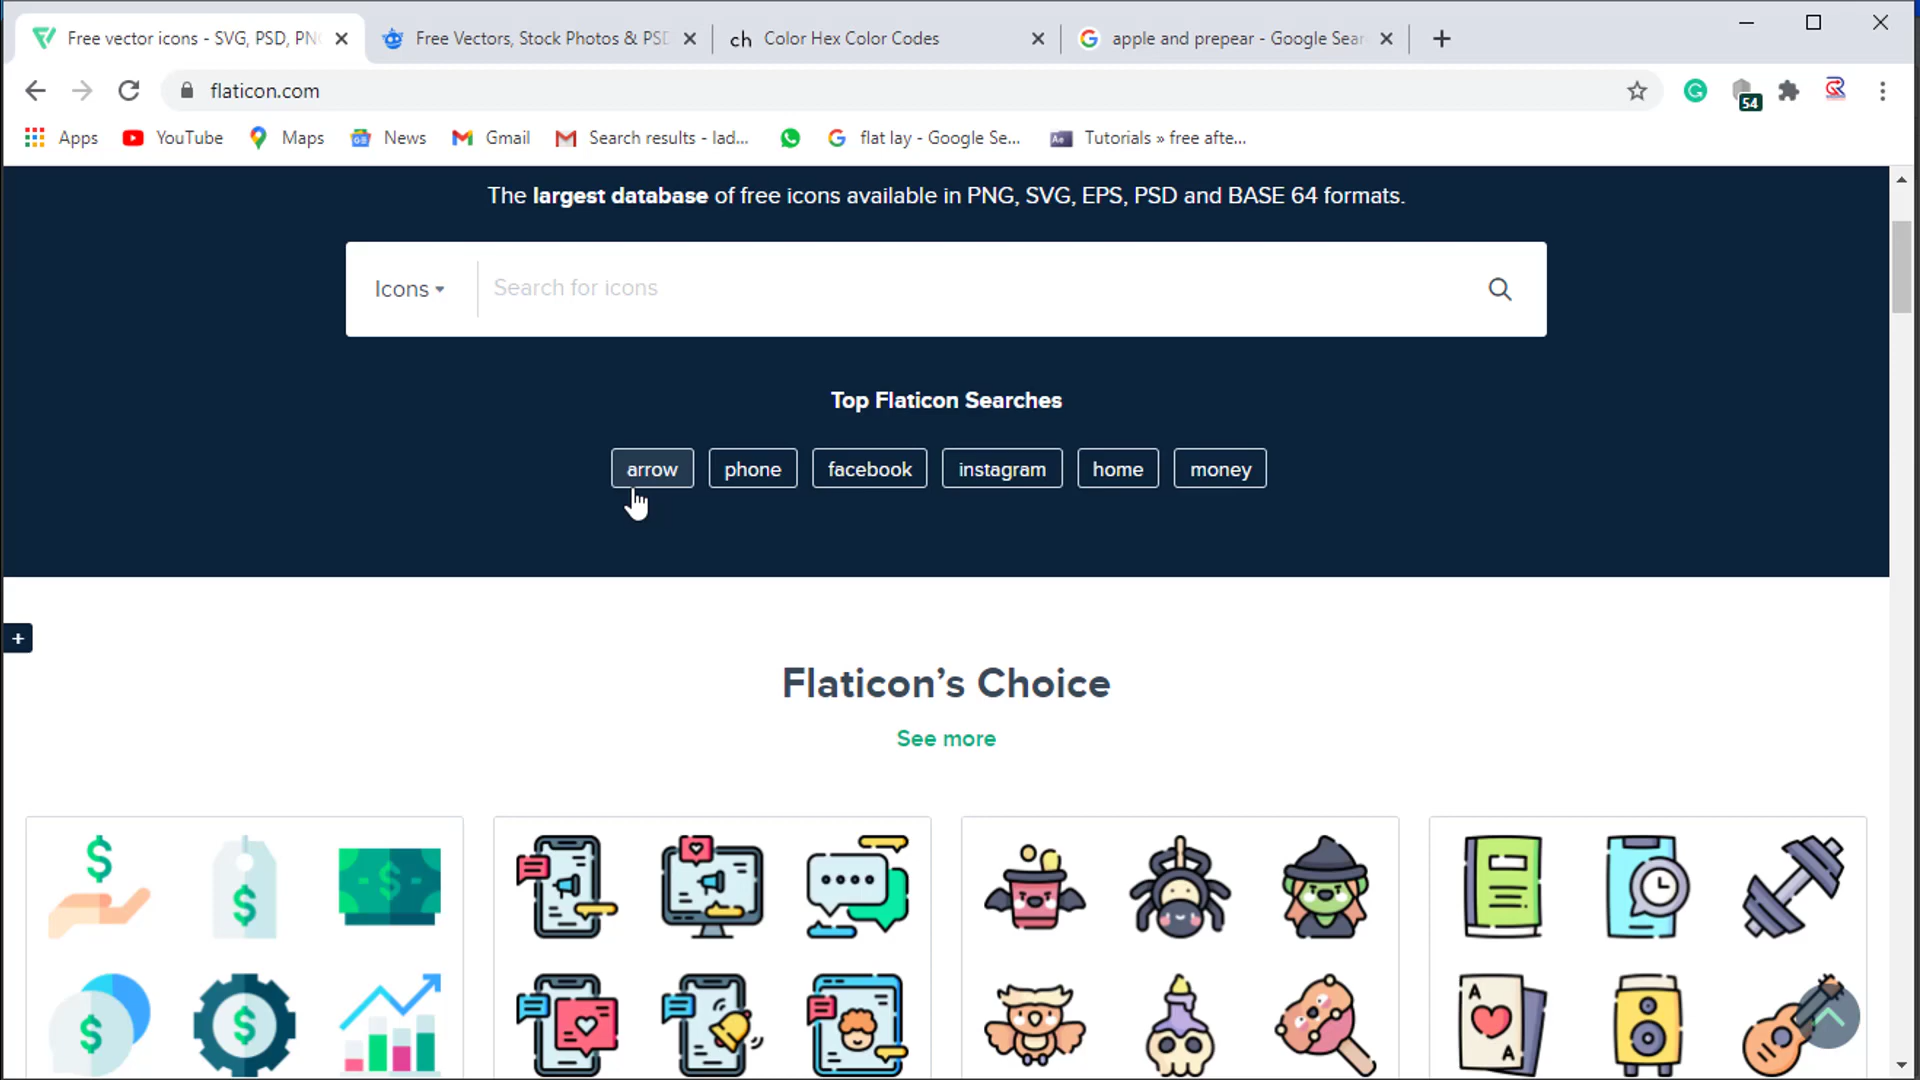 Free vector icons - SVG, PSD, PN
Free Vectors, Stock Photos & PSD
ch Color Hex Color Codes
apple and prepear - Google Sear
flaticon.com
54
Apps
YouTube
Maps
News
Gmail
Search results - lad...
flat lay - Google Se...
Ae Tutorials » free afte...
The largest database of free icons available in PNG, SVG, EPS, PSD and BASE 64 formats.
Icons
Search for icons
Top Flaticon Searches
arrow
phone
facebook
instagram
home
money
+
Flaticon’s Choice
See more
$
$
$
$
$
A
A